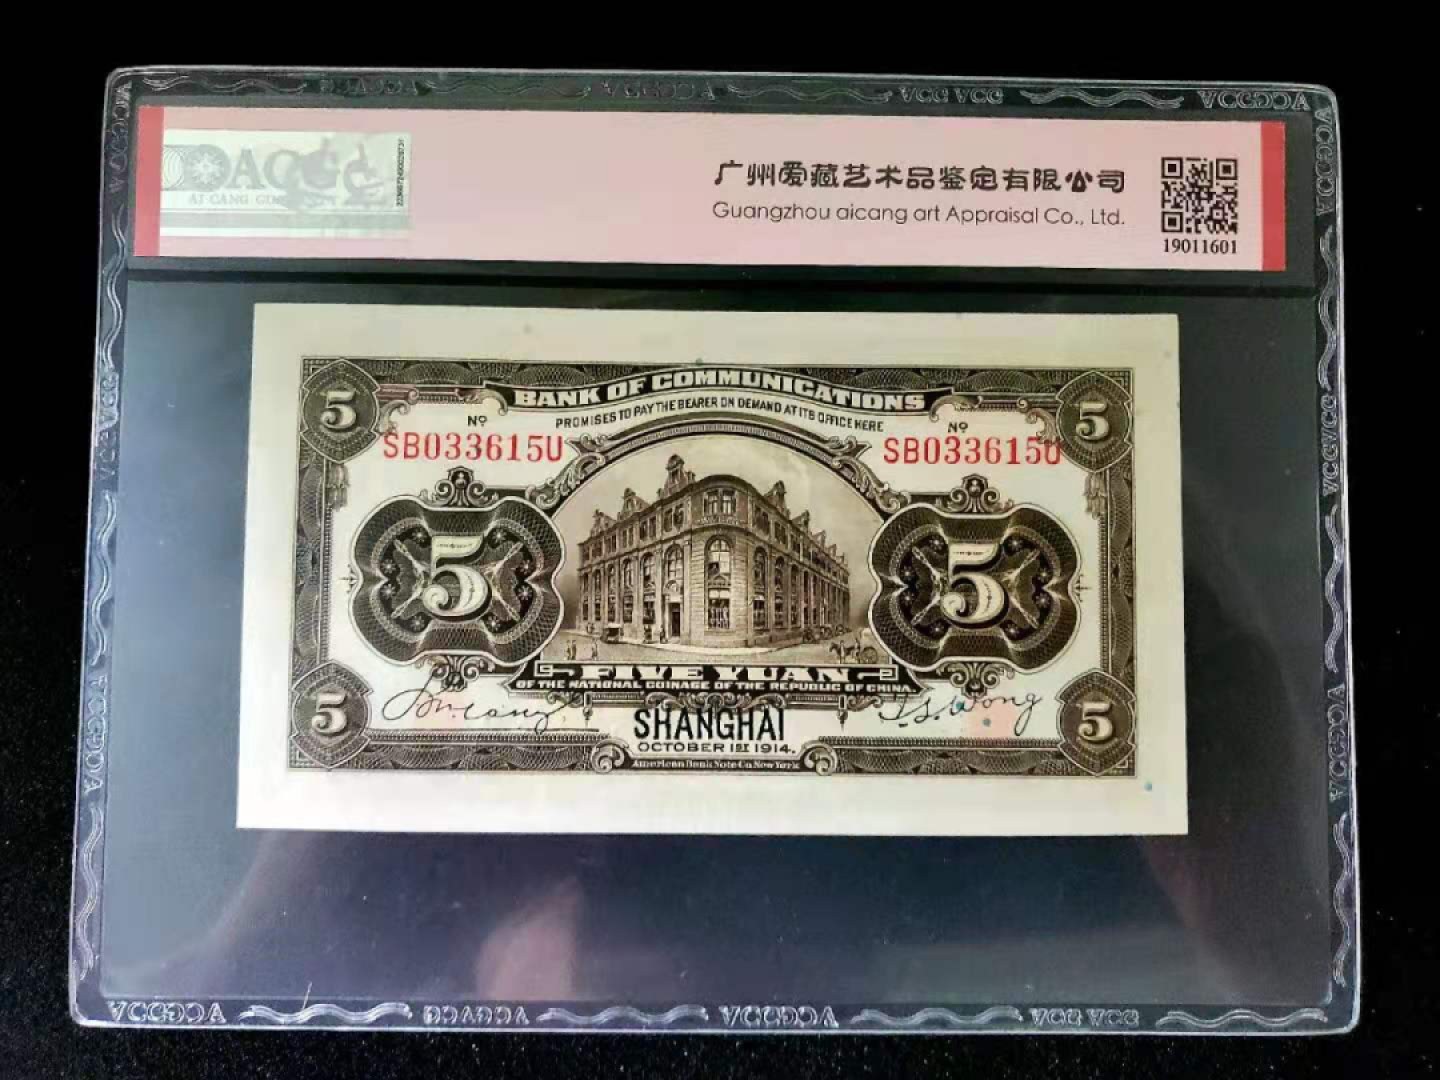 ACG
广州爱藏艺术品鉴定有限公司
Guangzhou aicang art Appraisal Co., Ltd.
19011601
BANK OF COMMUNICATIONS
PROMISES TO PAY THE BEARER ON DEMAND AT ITS OFFICE HERE
5 5
Nº Nº
SB033615U SB033615U
5 5
FIVE YUAN
OF THE NATIONAL COINAGE OF THE REPUBLIC OF CHINA.
5 5
S. Wong
SHANGHAI
OCTOBER 1ST 1914.
American Bank Note Co. New York